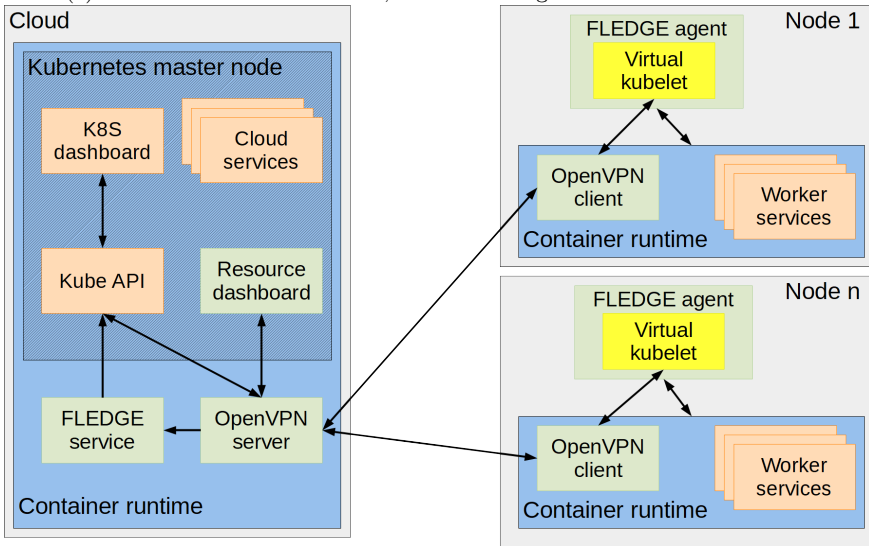 Cloud
Kubernetes master node
K8S
dashboard
Cloud
services
Kube API
Resource
dashboard
FLEDGE
service
OpenVPN
server
Container runtime
Node 1
FLEDGE agent
Virtual
kubelet
OpenVPN
client
Worker
services
Container runtime
Node n
FLEDGE agent
Virtual
kubelet
OpenVPN
client
Worker
services
Container runtime